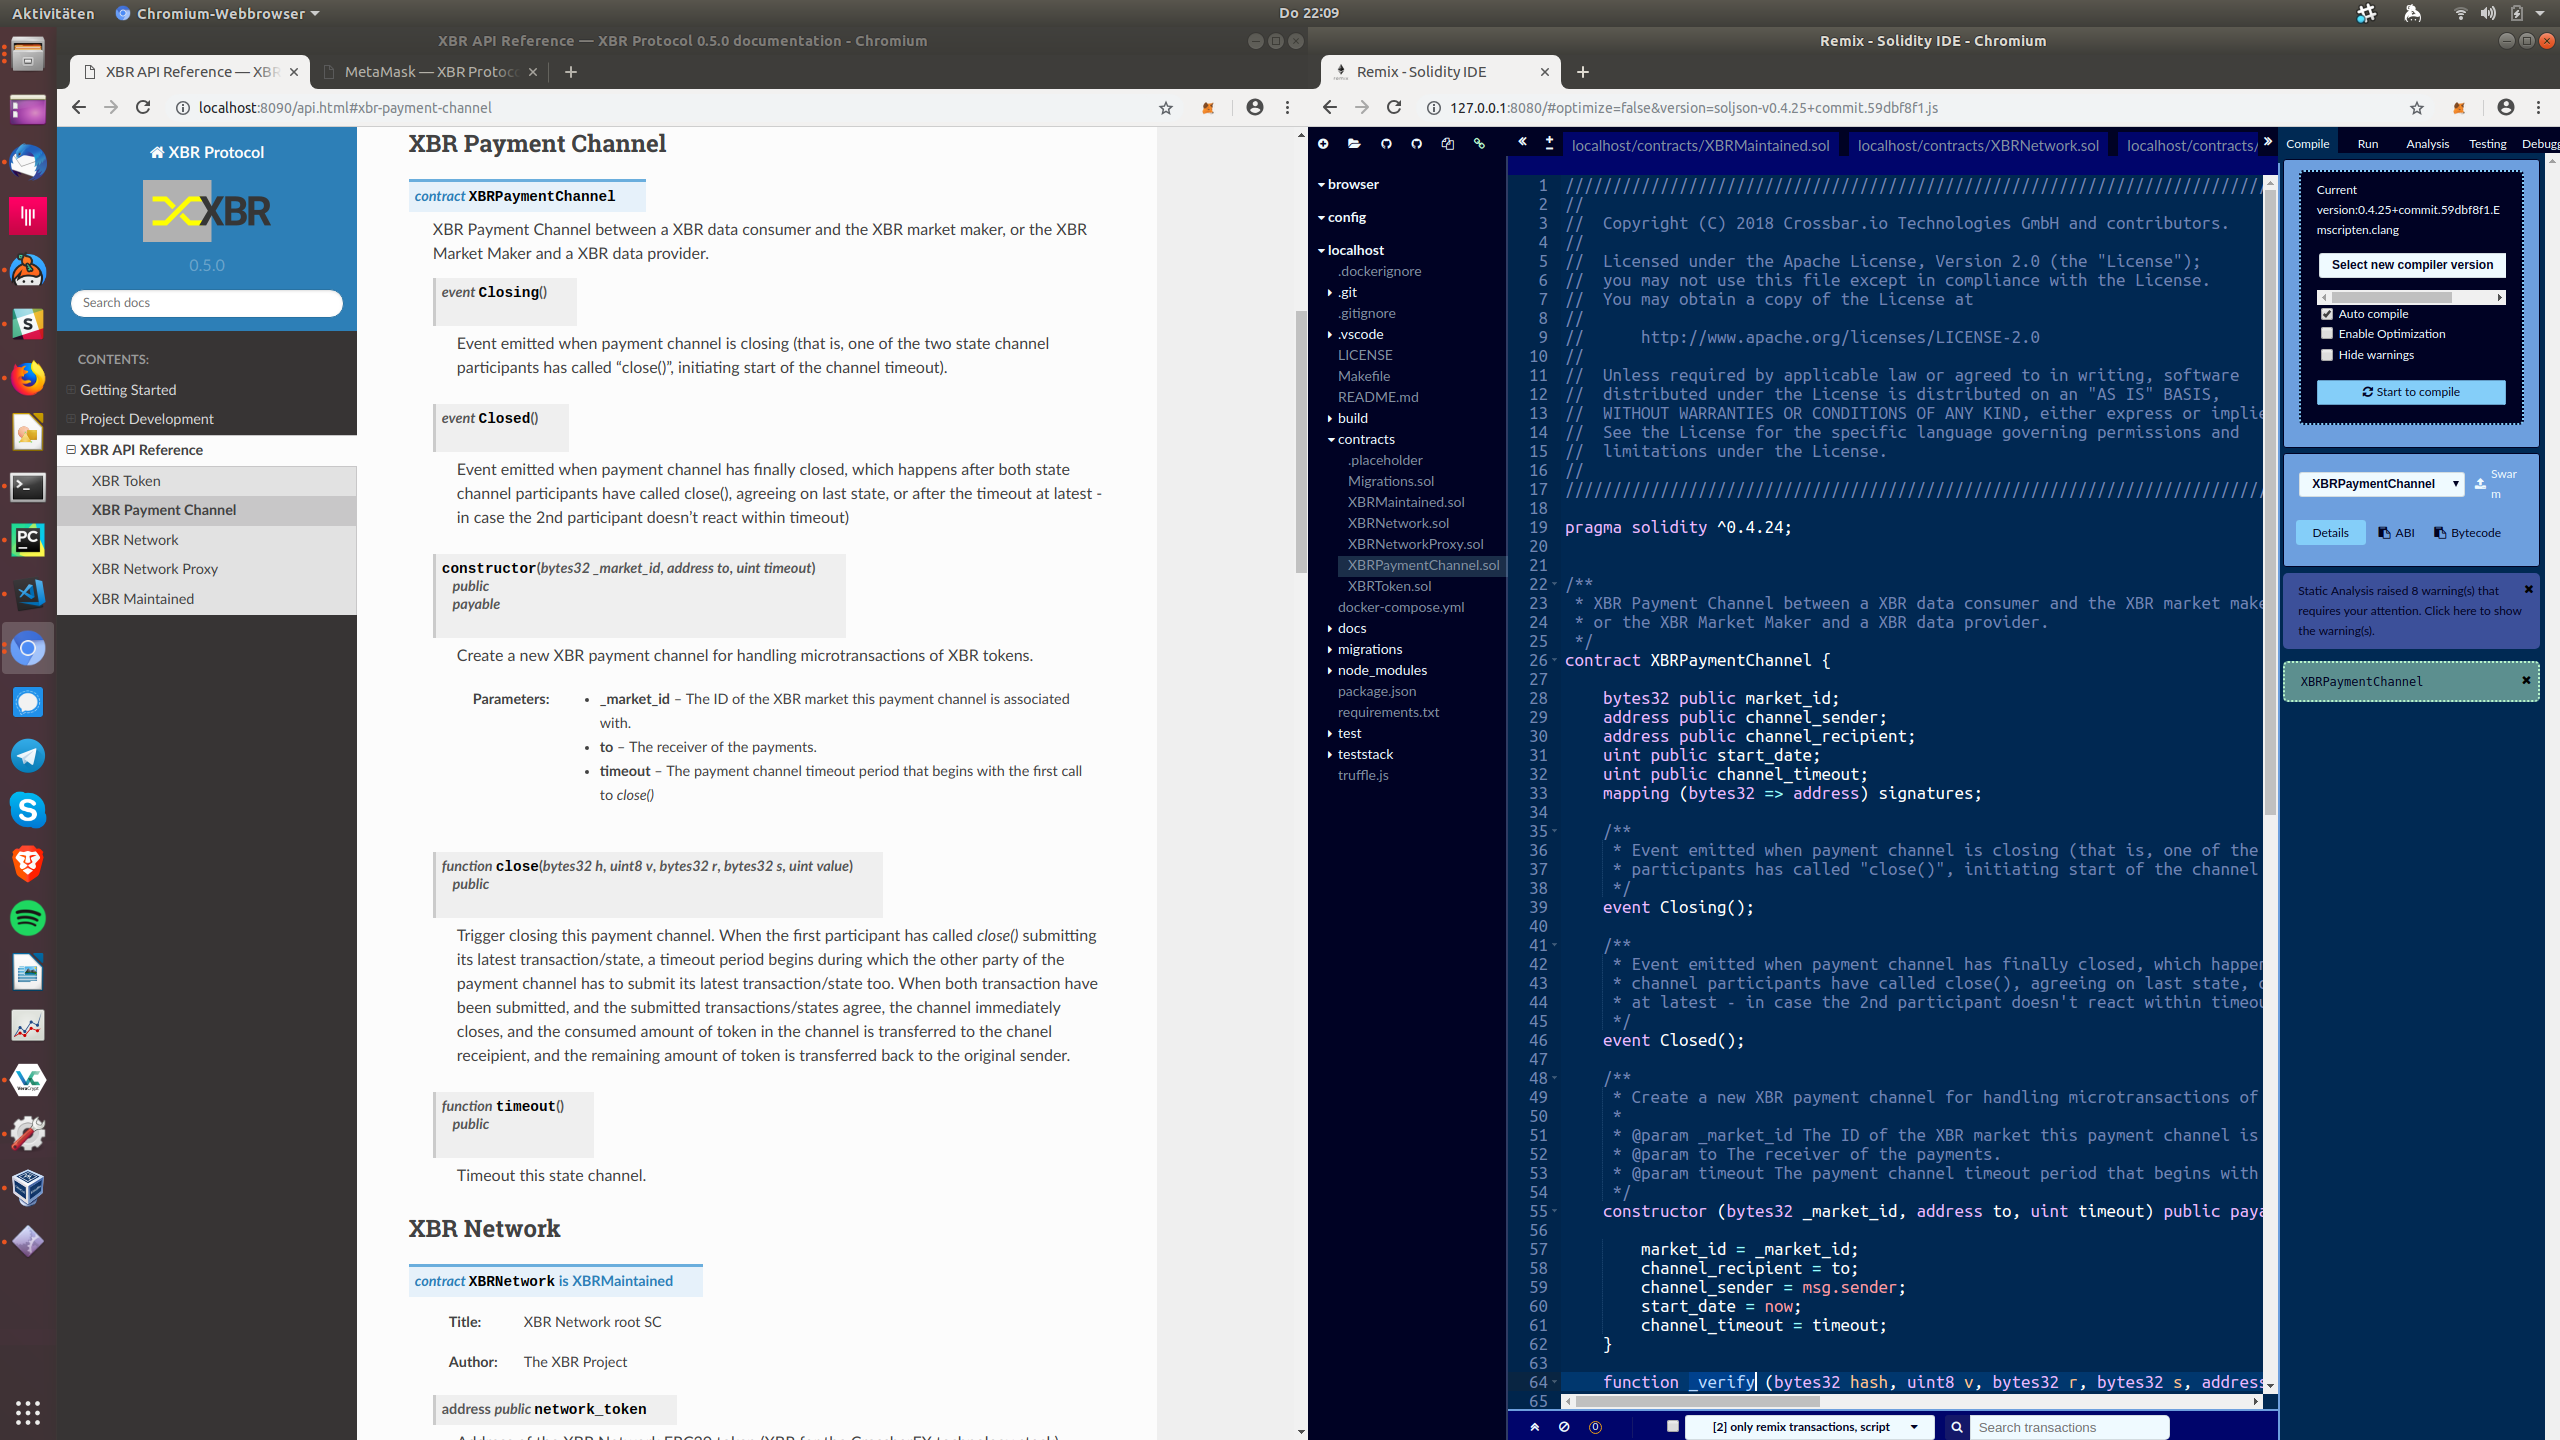 Aktivitäten
Chromium-Webbrowser
Do 22:09
XBR API Reference — XBR Protocol 0.5.0 documentation - Chromium
XBR API Reference — XBR
MetaMask — XBR Protoco
localhost:8090/api.html#xbr-payment-channel
XBR Protocol
XBR
0.5.0
Search docs
CONTENTS:
Getting Started
Project Development
XBR API Reference
XBR Token
XBR Payment Channel
XBR Network
XBR Network Proxy
XBR Maintained
XBR Payment Channel
contract XBRPaymentChannel
XBR Payment Channel between a XBR data consumer and the XBR market maker, or the XBR
Market Maker and a XBR data provider.
event Closing()
Event emitted when payment channel is closing (that is, one of the two state channel
participants has called “close()”, initiating start of the channel timeout).
event Closed()
Event emitted when payment channel has finally closed, which happens after both state
channel participants have called close(), agreeing on last state, or after the timeout at latest -
in case the 2nd participant doesn’t react within timeout)
constructor(bytes32 _market_id, address to, uint timeout)
public
payable
Create a new XBR payment channel for handling microtransactions of XBR tokens.
Parameters:
• _market_id – The ID of the XBR market this payment channel is associated
with.
• to – The receiver of the payments.
• timeout – The payment channel timeout period that begins with the first call
to close()
function close(bytes32 h, uint8 v, bytes32 r, bytes32 s, uint value)
public
Trigger closing this payment channel. When the first participant has called close() submitting
its latest transaction/state, a timeout period begins during which the other party of the
payment channel has to submit its latest transaction/state too. When both transaction have
been submitted, and the submitted transactions/states agree, the channel immediately
closes, and the consumed amount of token in the channel is transferred to the chanel
receipient, and the remaining amount of token is transferred back to the original sender.
function timeout()
public
Timeout this state channel.
XBR Network
contract XBRNetwork is XBRMaintained
Title: XBR Network root SC
Author: The XBR Project
address public network_token
Remix - Solidity IDE - Chromium
Remix - Solidity IDE
127.0.0.1:8080/#optimize=false&version=soljson-v0.4.25+commit.59dbf8f1.js
browser
config
localhost
.dockerignore
.git
.gitignore
.vscode
LICENSE
Makefile
README.md
build
contracts
.placeholder
Migrations.sol
XBRMaintained.sol
XBRNetwork.sol
XBRNetworkProxy.sol
XBRPaymentChannel.sol
XBRToken.sol
docker-compose.yml
docs
migrations
node_modules
package.json
requirements.txt
test
teststack
truffle.js
localhost/contracts/XBRMaintained.sol
localhost/contracts/XBRNetwork.sol
localhost/contracts/
1 //////////////////////////////////////////////////////////////////////////
2 //
3 //  Copyright (C) 2018 Crossbar.io Technologies GmbH and contributors.
4 //
5 //  Licensed under the Apache License, Version 2.0 (the "License");
6 //  you may not use this file except in compliance with the License.
7 //  You may obtain a copy of the License at
8 //
9 //      http://www.apache.org/licenses/LICENSE-2.0
10 //
11 //  Unless required by applicable law or agreed to in writing, software
12 //  distributed under the License is distributed on an "AS IS" BASIS,
13 //  WITHOUT WARRANTIES OR CONDITIONS OF ANY KIND, either express or implie
14 //  See the License for the specific language governing permissions and
15 //  limitations under the License.
16 //
17 //////////////////////////////////////////////////////////////////////////
18
19 pragma solidity ^0.4.24;
20
21
22 /**
23  * XBR Payment Channel between a XBR data consumer and the XBR market make
24  * or the XBR Market Maker and a XBR data provider.
25  */
26 contract XBRPaymentChannel {
27
28     bytes32 public market_id;
29     address public channel_sender;
30     address public channel_recipient;
31     uint public start_date;
32     uint public channel_timeout;
33     mapping (bytes32 => address) signatures;
34
35     /**
36      * Event emitted when payment channel is closing (that is, one of the
37      * participants has called "close()", initiating start of the channel
38      */
39     event Closing();
40
41     /**
42      * Event emitted when payment channel has finally closed, which happen
43      * channel participants have called close(), agreeing on last state, o
44      * at latest - in case the 2nd participant doesn't react within timeou
45      */
46     event Closed();
47
48     /**
49      * Create a new XBR payment channel for handling microtransactions of
50      *
51      * @param _market_id The ID of the XBR market this payment channel is
52      * @param to The receiver of the payments.
53      * @param timeout The payment channel timeout period that begins with
54      */
55     constructor (bytes32 _market_id, address to, uint timeout) public paya
56
57         market_id = _market_id;
58         channel_recipient = to;
59         channel_sender = msg.sender;
60         start_date = now;
61         channel_timeout = timeout;
62     }
63
64     function _verify (bytes32 hash, uint8 v, bytes32 r, bytes32 s, address
65
0
[2] only remix transactions, script
Search transactions
Compile
Run
Analysis
Testing
Debugg
Current
version:0.4.25+commit.59dbf8f1.E
mscripten.clang
Select new compiler version
Auto compile
Enable Optimization
Hide warnings
Start to compile
XBRPaymentChannel
Swar
m
Details
ABI
Bytecode
Static Analysis raised 8 warning(s) that
requires your attention. Click here to show
the warning(s).
XBRPaymentChannel